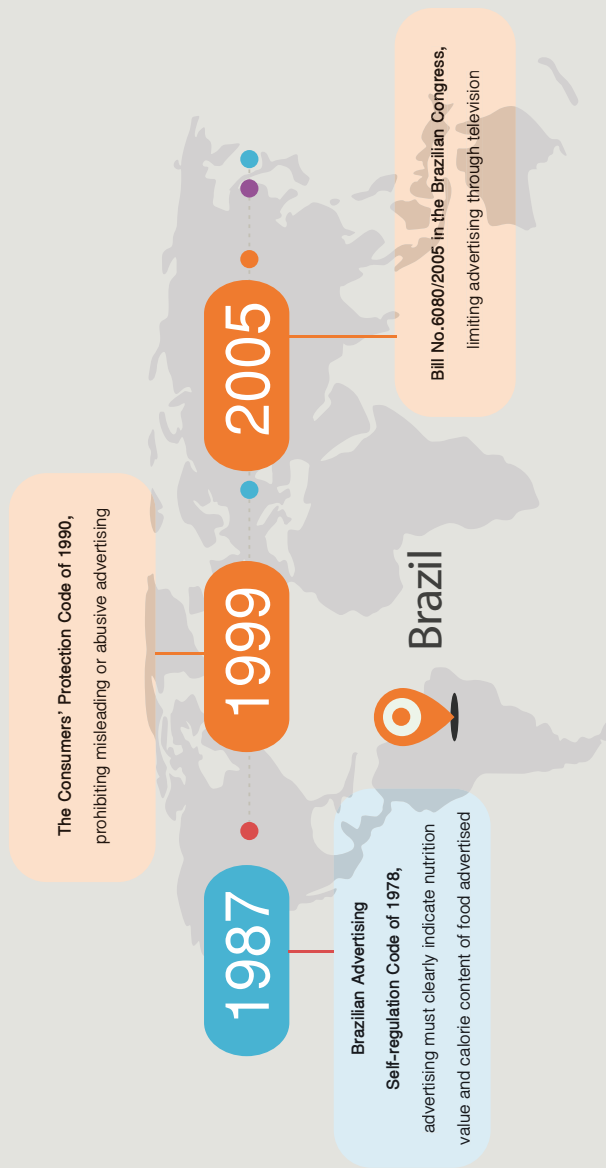 The Consumers’ Protection Code of 1990,
prohibiting misleading or abusive advertising
1987
1999
2005
Brazilian Advertising
Self-regulation Code of 1978,
advertising must clearly indicate nutrition
value and calorie content of food advertised
Brazil
Bill No.6080/2005 in the Brazilian Congress,
limiting advertising through television